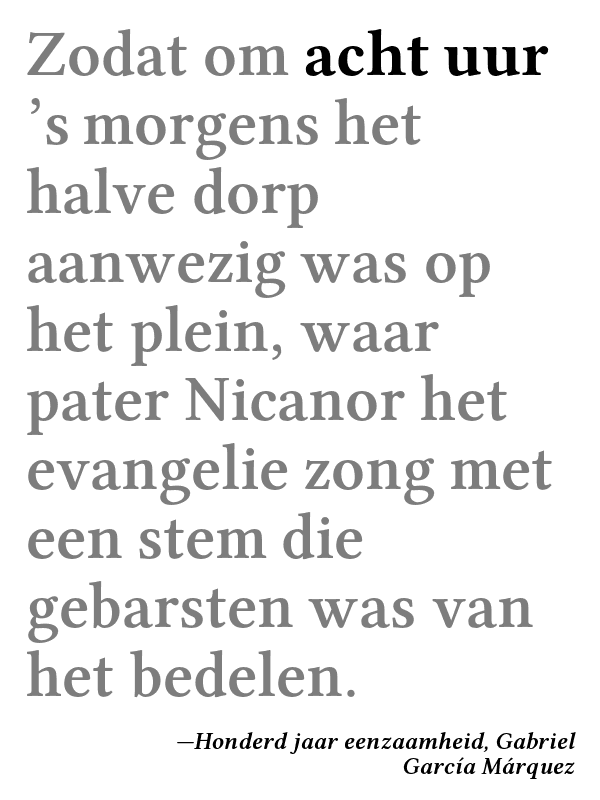 Zodat om acht uur
’s morgens het
halve dorp
aanwezig was op
het plein, waar
pater Nicanor het
evangelie zong met
een stem die
gebarsten was van
het bedelen.
—Honderd jaar eenzaamheid, Gabriel
García Márquez